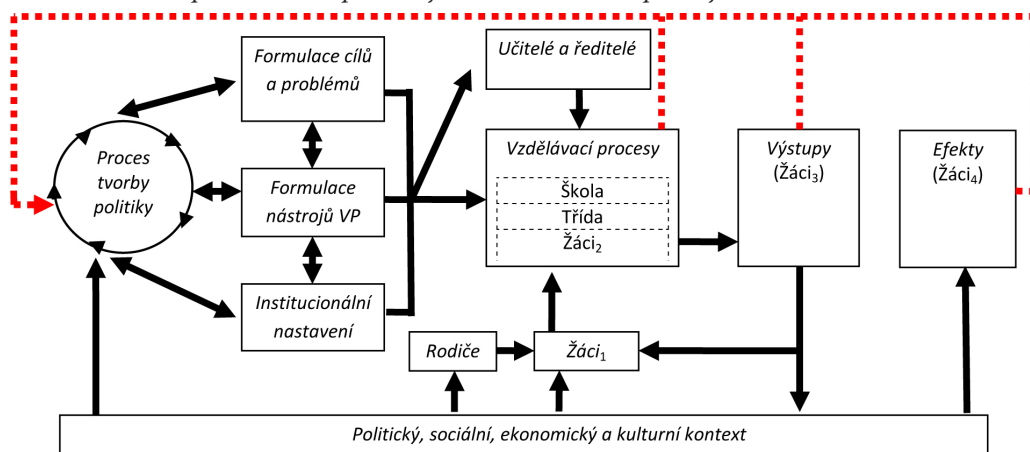 Formulace cílů
a problémů
Učitelé a ředitelé
Proces
tvorby
politiky
Formulace
nástrojů VP
Vzdělávací procesy
Škola
Třída
Žáci₂
Výstupy
(Žáci₃)
Efekty
(Žáci₄)
Institucionální
nastavení
Rodiče
Žáci₁
Politický, sociální, ekonomický a kulturní kontext